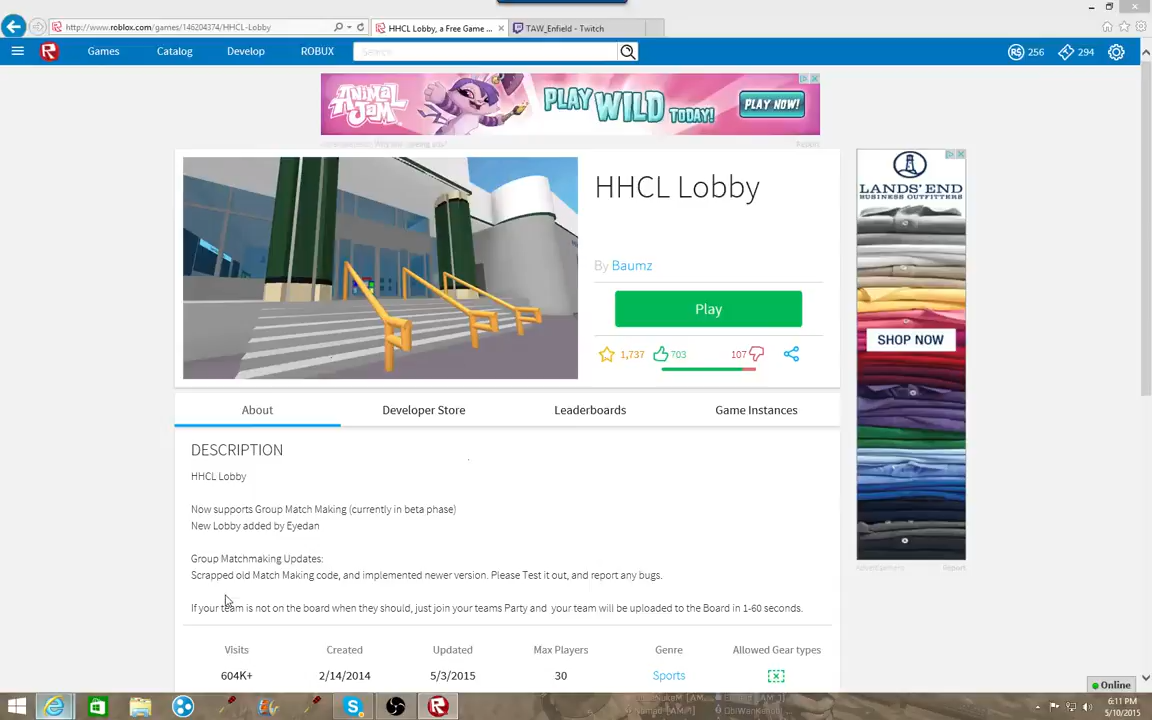 http://www.roblox.com/games/146204374/HHCL-Lobby
HHCL Lobby, a Free Game ...
TAW_Enfield - Twitch
Games
Catalog
Develop
ROBUX
Search
256
294
ANIMAL JAM
PLAY WILD TODAY!
PLAY NOW!
HHCL Lobby
By Baumz
Play
1,737
703
107
LANDS' END
BUSINESS OUTFITTERS
SHOP NOW
About
Developer Store
Leaderboards
Game Instances
DESCRIPTION
HHCL Lobby
Now supports Group Match Making (currently in beta phase)
New Lobby added by Eyedan
Group Matchmaking Updates:
Scrapped old Match Making code, and implemented newer version. Please Test it out, and report any bugs.
If your team is not on the board when they should, just join your teams Party and your team will be uploaded to the Board in 1-60 seconds.
Visits
Created
Updated
Max Players
Genre
Allowed Gear types
604K+
2/14/2014
5/3/2015
30
Sports
Online
6:11 PM
5/10/2015